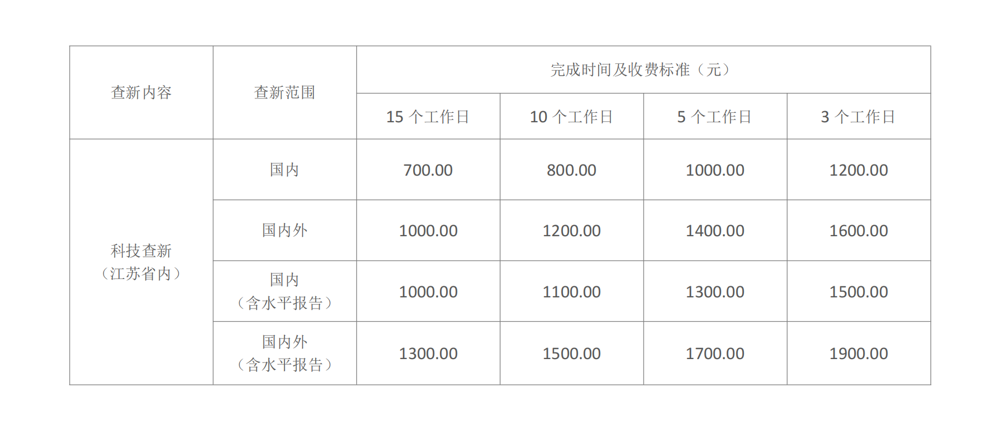 查新内容
查新范围
完成时间及收费标准（元）
15 个工作日
10 个工作日
5 个工作日
3 个工作日
科技查新
（江苏省内）
国内
700.00
800.00
1000.00
1200.00
国内外
1000.00
1200.00
1400.00
1600.00
国内
（含水平报告）
1000.00
1100.00
1300.00
1500.00
国内外
（含水平报告）
1300.00
1500.00
1700.00
1900.00